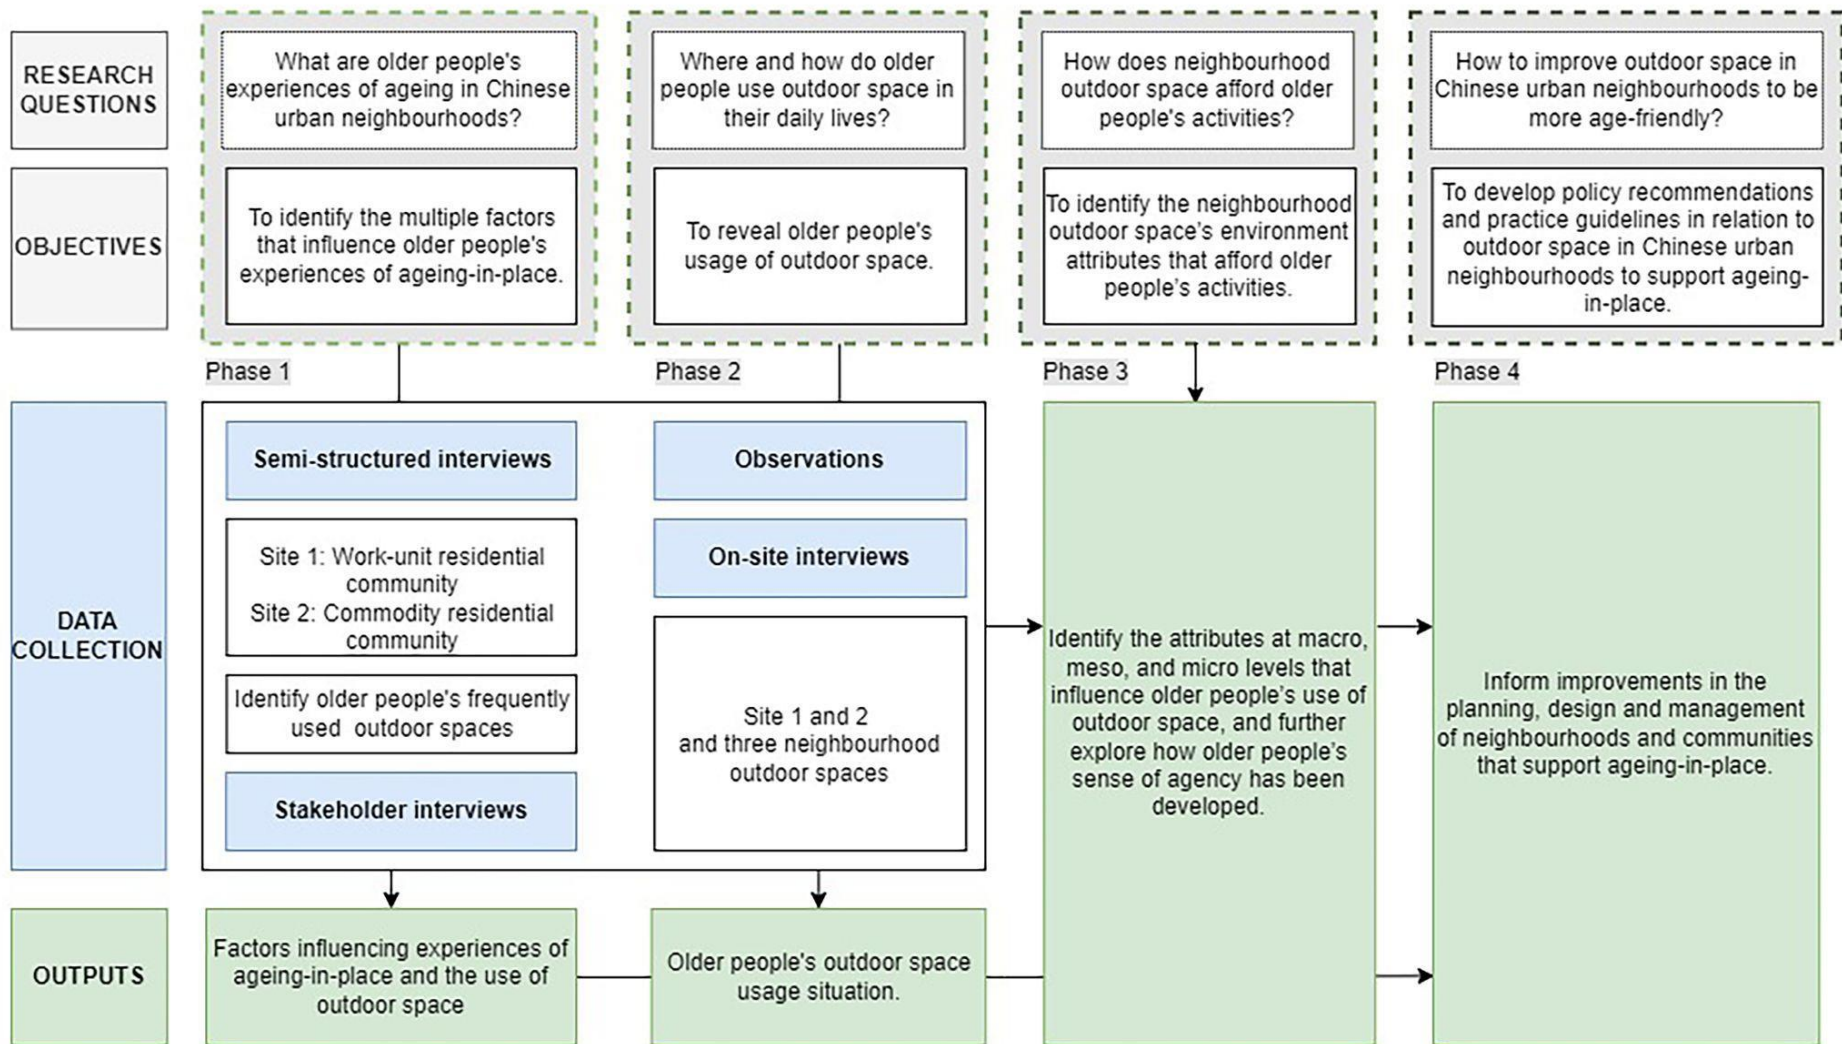 RESEARCH
QUESTIONS
What are older people's
experiences of ageing in Chinese
urban neighbourhoods?
Where and how do older
people use outdoor space in
their daily lives?
How does neighbourhood
outdoor space afford older
people's activities?
How to improve outdoor space in
Chinese urban neighbourhoods to be
more age-friendly?
OBJECTIVES
To identify the multiple factors
that influence older people's
experiences of ageing-in-place.
To reveal older people's
usage of outdoor space.
To identify the neighbourhood
outdoor space's environment
attributes that afford older
people's activities.
To develop policy recommendations
and practice guidelines in relation to
outdoor space in Chinese urban
neighbourhoods to support ageing-
in-place.
Phase 1
Phase 2
Phase 3
Phase 4
DATA
COLLECTION
Semi-structured interviews
Site 1: Work-unit residential
community
Site 2: Commodity residential
community
Identify older people's frequently
used  outdoor spaces
Stakeholder interviews
Observations
On-site interviews
Site 1 and 2
and three neighbourhood
outdoor spaces
Identify the attributes at macro,
meso, and micro levels that
influence older people's use of
outdoor space, and further
explore how older people's
sense of agency has been
developed.
Inform improvements in the
planning, design and management
of neighbourhoods and communities
that support ageing-in-place.
OUTPUTS
Factors influencing experiences of
ageing-in-place and the use of
outdoor space
Older people's outdoor space
usage situation.